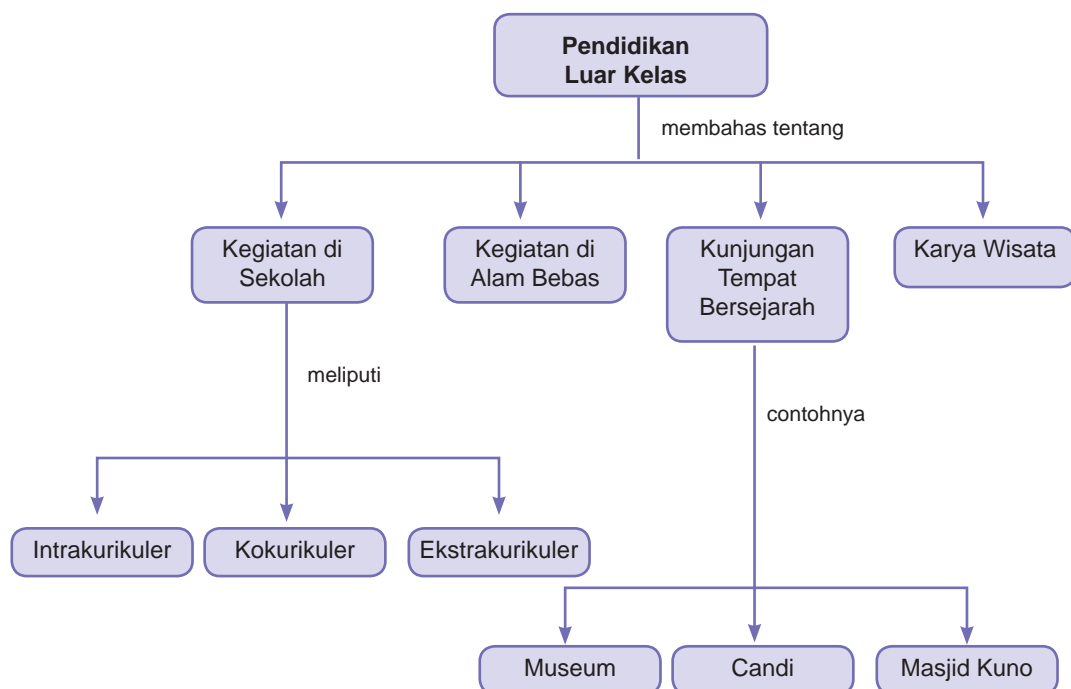 Pendidikan
Luar Kelas
membahas tentang
Kegiatan di
Sekolah
Kegiatan di
Alam Bebas
Kunjungan
Tempat
Bersejarah
Karya Wisata
meliputi
contohnya
Intrakurikuler
Kokurikuler
Ekstrakurikuler
Museum
Candi
Masjid Kuno